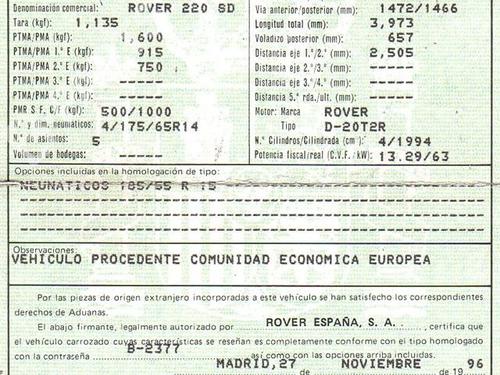 Denominación comercial: ROVER 220 SD
Tara (kgf): 1,135
PTMA/PMA (kgf): 1,600
PTMA/PMA 1.º E (kgf): 915
PTMA/PMA 2.º E (kgf): 750
PTMA/PMA 3.º E (kgf): -----
PTMA/PMA 4.º E (kgf): -----
PMR S.F. C/F (kgf): 500/1000
N.º y dim. neumáticos: 4/175/65R14
N.º de asientos: 5
Volumen de bodegas: -----
Vía anterior/posterior (mm): 1472/1466
Longitud total (mm): 3,973
Voladizo posterior (mm): 657
Distancia eje 1.º/2.º (mm): 2,505
Distancia eje 2.º/3.º (mm): -----
Distancia eje 3.º/4.º (mm): -----
Distancia 5.ª rda./ult. (mm): -----
Motor: Marca ROVER
Tipo D-20T2R
N.º Cilindros/Cilindrada (cm³): 4/1994
Potencia fiscal/real (C.V.F./kW): 13.29/63
Opciones incluidas en la homologación de tipo:
NEUMATICOS 185/55 R 15
Observaciones:
VEHICULO PROCEDENTE COMUNIDAD ECONOMICA EUROPEA
Por las piezas de origen extranjero incorporadas a este vehículo se han satisfecho los correspondientes
derechos de Aduanas.
El abajo firmante, legalmente autorizado por ROVER ESPAÑA, S. A. , certifica que
el vehículo carrozado cuyas características se reseñan es completamente conforme con el tipo homologado
con la contraseña B-2377 así como con las opciones arriba incluidas.
MADRID, 27 de NOVIEMBRE de 19 96